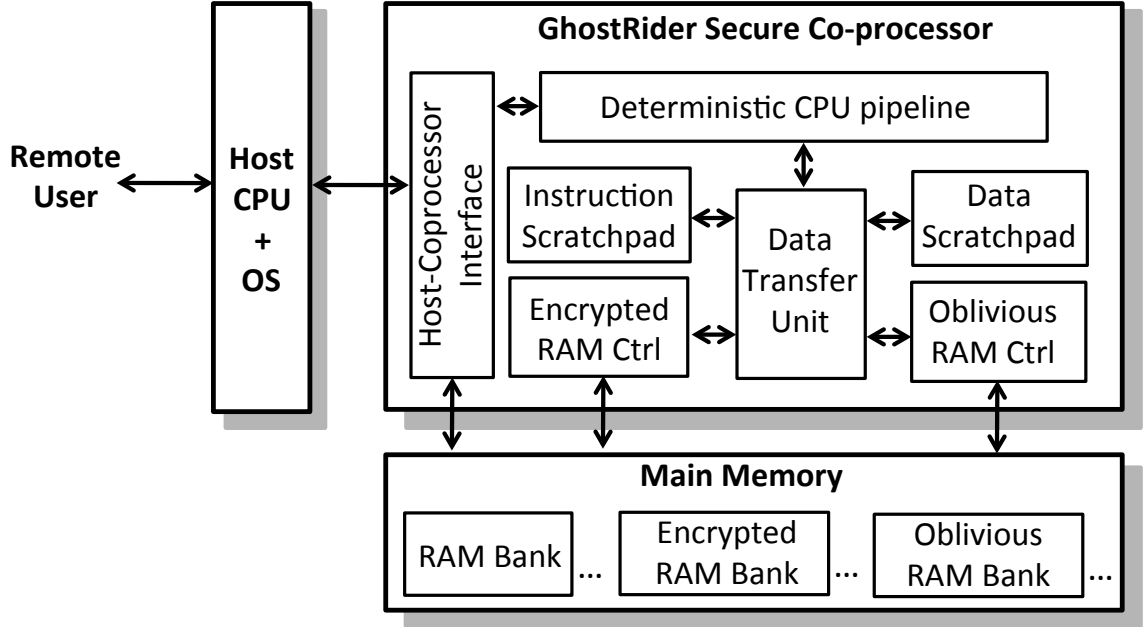 GhostRider Secure Co-processor
Deterministic CPU pipeline
Host-Coprocessor
Interface
Remote
User
Host
CPU
+
OS
Instruction
Scratchpad
Data
Transfer
Unit
Data
Scratchpad
Encrypted
RAM Ctrl
Oblivious
RAM Ctrl
Main Memory
RAM Bank ...
Encrypted
RAM Bank ...
Oblivious
RAM Bank ...